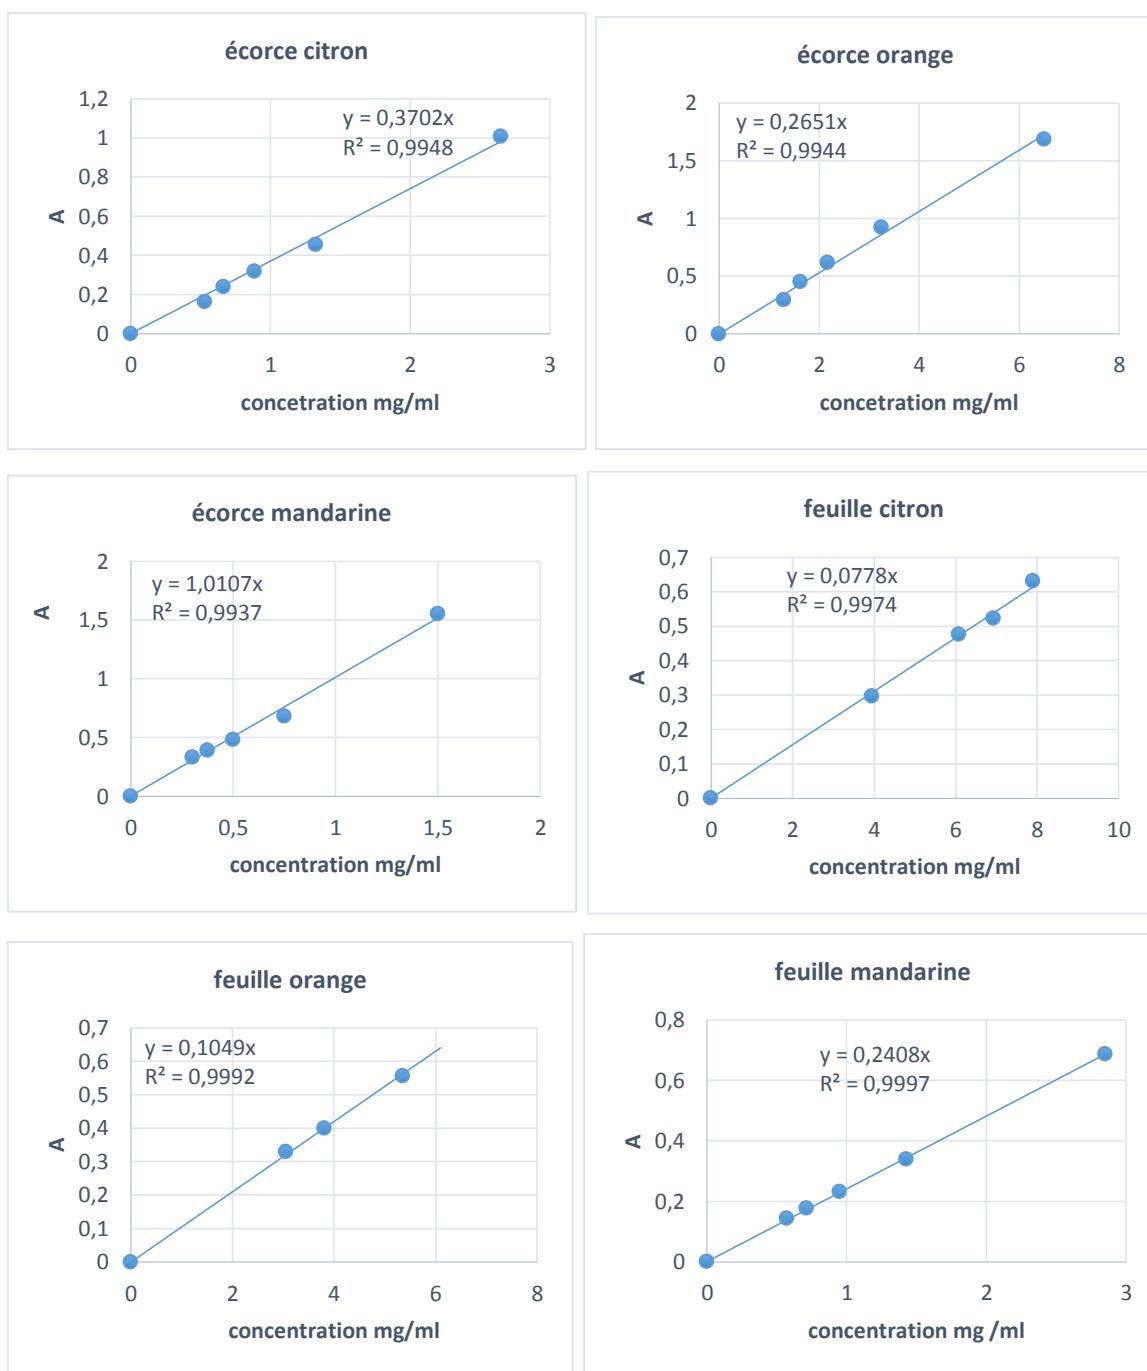 écorce citron
y = 0,3702x
R² = 0,9948
1,2
1
0,8
0,6
0,4
0,2
0
A
0 1 2 3
concetration mg/ml
écorce orange
y = 0,2651x
R² = 0,9944
2
1,5
1
0,5
0
A
0 2 4 6 8
concetration mg/ml
écorce mandarine
y = 1,0107x
R² = 0,9937
2
1,5
1
0,5
0
A
0 0,5 1 1,5 2
concentration mg/ml
feuille citron
y = 0,0778x
R² = 0,9974
0,7
0,6
0,5
0,4
0,3
0,2
0,1
0
A
0 2 4 6 8 10
concentration mg/ml
feuille orange
y = 0,1049x
R² = 0,9992
0,7
0,6
0,5
0,4
0,3
0,2
0,1
0
A
0 2 4 6 8
concentration mg/ml
feuille mandarine
y = 0,2408x
R² = 0,9997
0,8
0,6
0,4
0,2
0
A
0 1 2 3
concentration mg /ml